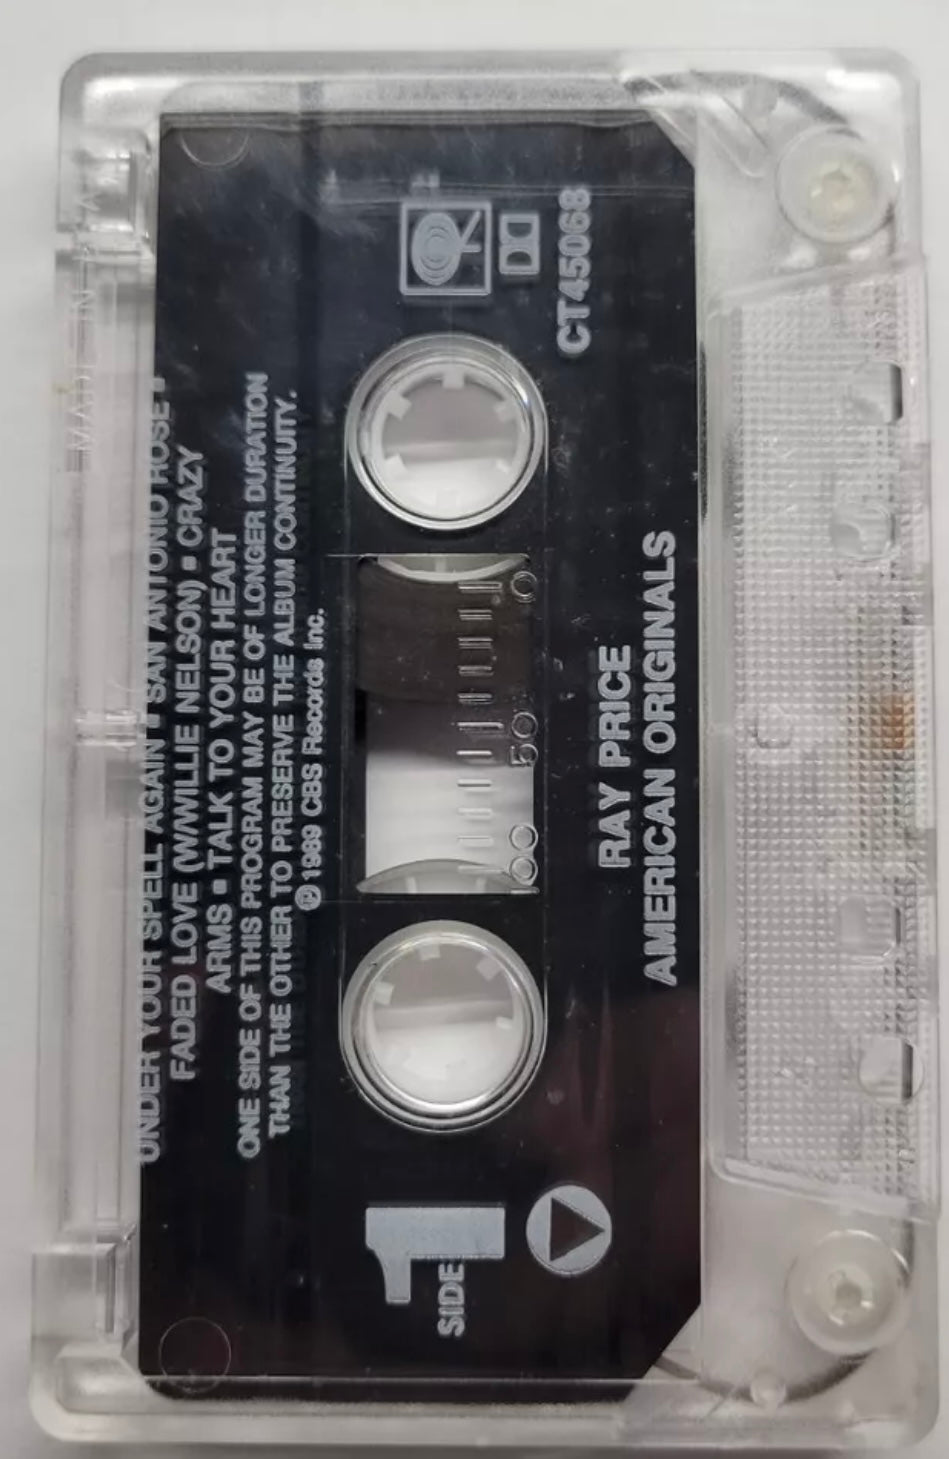 UNDER YOUR SPELL AGAIN ▪ SAN ANTONIO ROSE ▪
FADED LOVE (W/WILLIE NELSON) ▪ CRAZY
ARMS ▪ TALK TO YOUR HEART
ONE SIDE OF THIS PROGRAM MAY BE OF LONGER DURATION
THAN THE OTHER TO PRESERVE THE ALBUM CONTINUITY.
℗ 1989 CBS Records Inc.
SIDE 1
100 50 0
CT45068
RAY PRICE
AMERICAN ORIGINALS